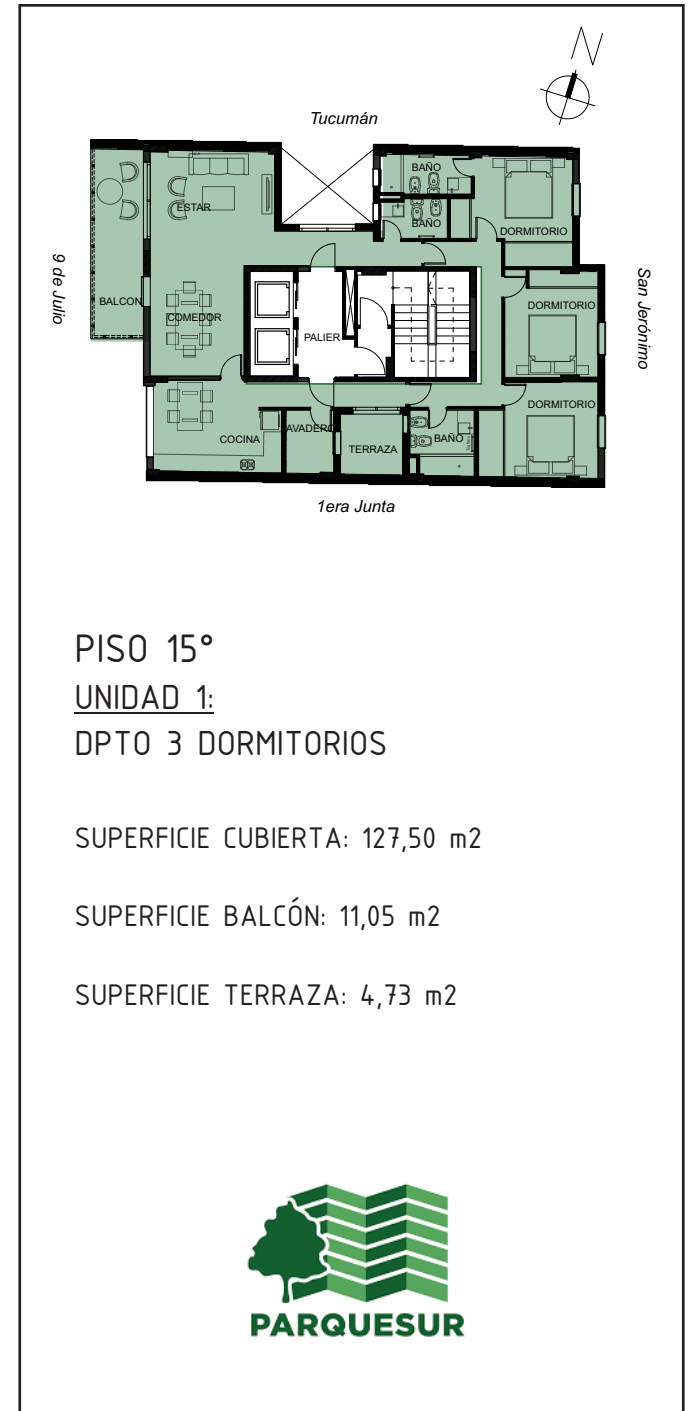 N
Tucumán
BAÑO
ESTAR
BAÑO
DORMITORIO
9 de Julio
San Jerónimo
BALCON
DORMITORIO
COMEDOR
PALIER
DORMITORIO
COCINA
LAVADERO
BAÑO
TERRAZA
1era Junta
PISO 15°
UNIDAD 1:
DPTO 3 DORMITORIOS
SUPERFICIE CUBIERTA: 127,50 m2
SUPERFICIE BALCÓN: 11,05 m2
SUPERFICIE TERRAZA: 4,73 m2
PARQUESUR